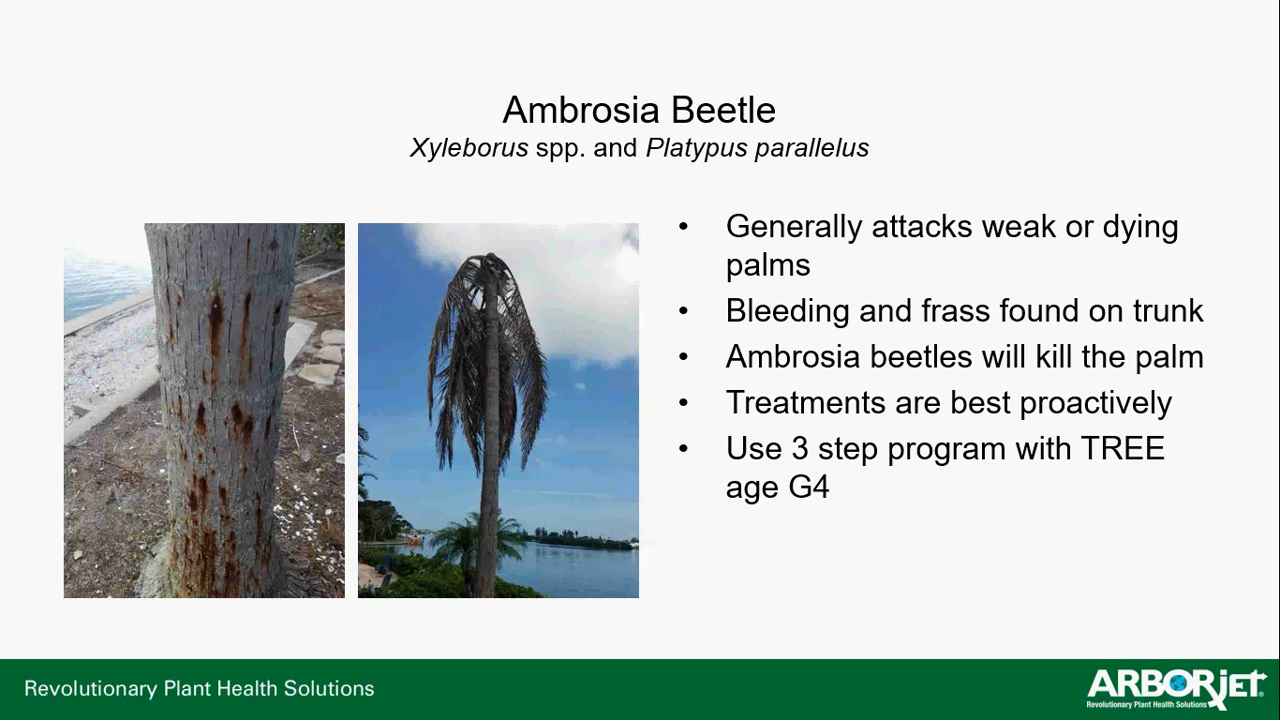 Ambrosia Beetle
Xyleborus spp. and Platypus parallelus
• Generally attacks weak or dying
palms
• Bleeding and frass found on trunk
• Ambrosia beetles will kill the palm
• Treatments are best proactively
• Use 3 step program with TREE
age G4
Revolutionary Plant Health Solutions
ARBORjet®
Revolutionary Plant Health Solutions